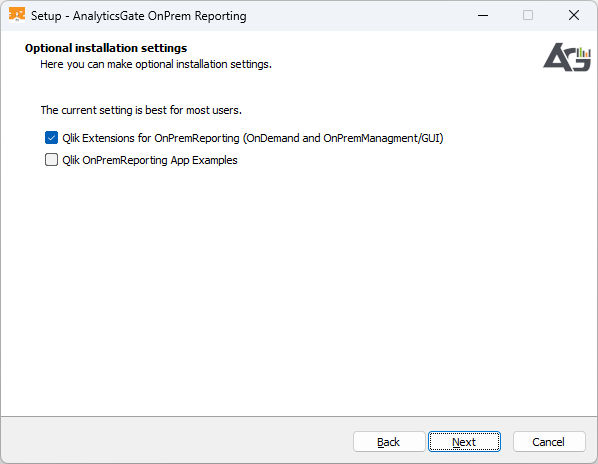 Setup - AnalyticsGate OnPrem Reporting
Optional installation settings
Here you can make optional installation settings.
AG
The current setting is best for most users.
Qlik Extensions for OnPremReporting (OnDemand and OnPremManagment/GUI)
Qlik OnPremReporting App Examples
Back
Next
Cancel